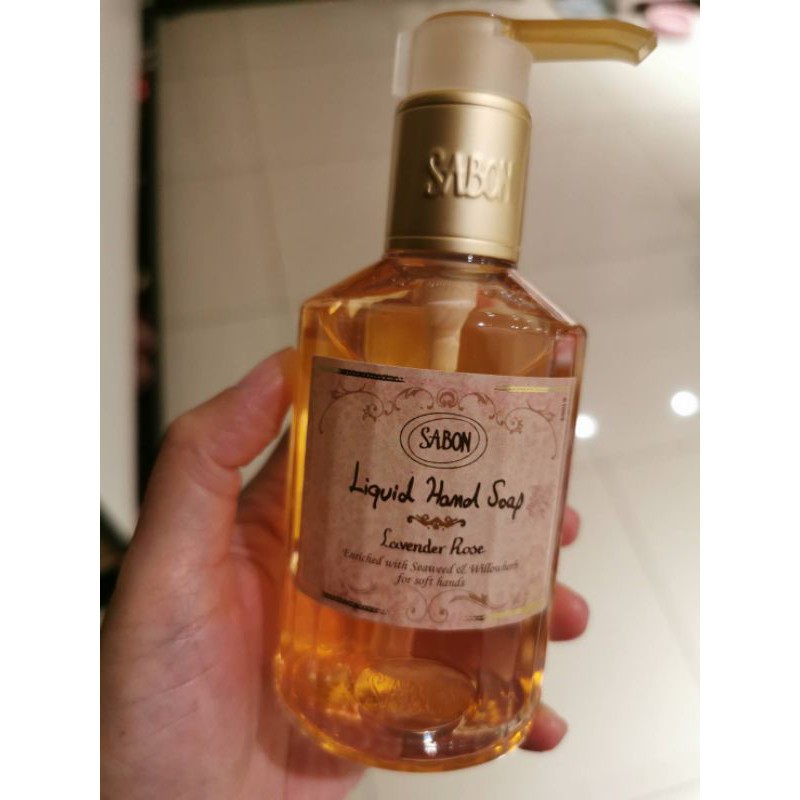 SABON
SABON
Liquid Hand Soap
Lavender Rose
Enriched with Seaweed & Willowherb
for soft hands